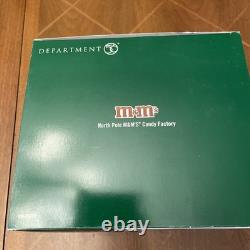 DEPARTMENT 56
m&m's
North Pole M&M'S® Candy Factory